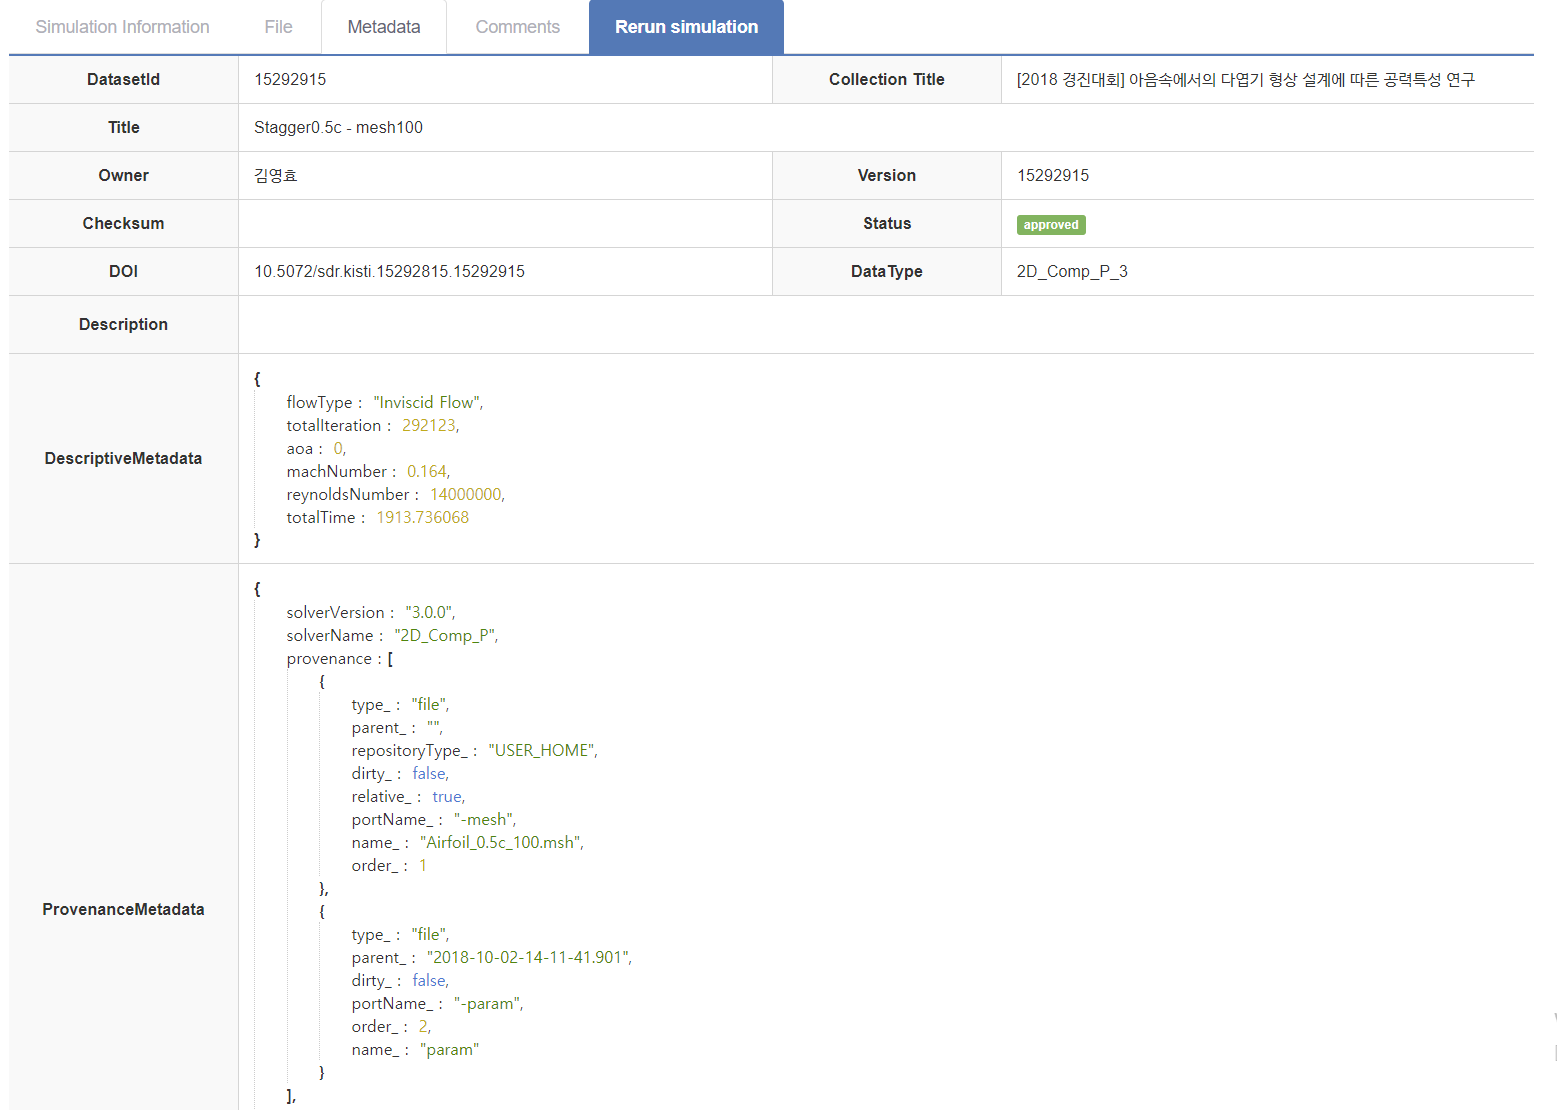 Simulation Information File Metadata Comments Rerun simulation
DatasetId 15292915 Collection Title [2018 경진대회] 아음속에서의 다엽기 형상 설계에 따른 공력특성 연구
Title Stagger0.5c - mesh100
Owner 김영효 Version 15292915
Checksum Status approved
DOI 10.5072/sdr.kisti.15292815.15292915 DataType 2D_Comp_P_3
Description
DescriptiveMetadata
{
flowType : "Inviscid Flow",
totalIteration : 292123,
aoa : 0,
machNumber : 0.164,
reynoldsNumber : 14000000,
totalTime : 1913.736068
}
ProvenanceMetadata
{
solverVersion : "3.0.0",
solverName : "2D_Comp_P",
provenance : [
{
type_ : "file",
parent_ : "",
repositoryType_ : "USER_HOME",
dirty_ : false,
relative_ : true,
portName_ : "-mesh",
name_ : "Airfoil_0.5c_100.msh",
order_ : 1
},
{
type_ : "file",
parent_ : "2018-10-02-14-11-41.901",
dirty_ : false,
portName_ : "-param",
order_ : 2,
name_ : "param"
}
],